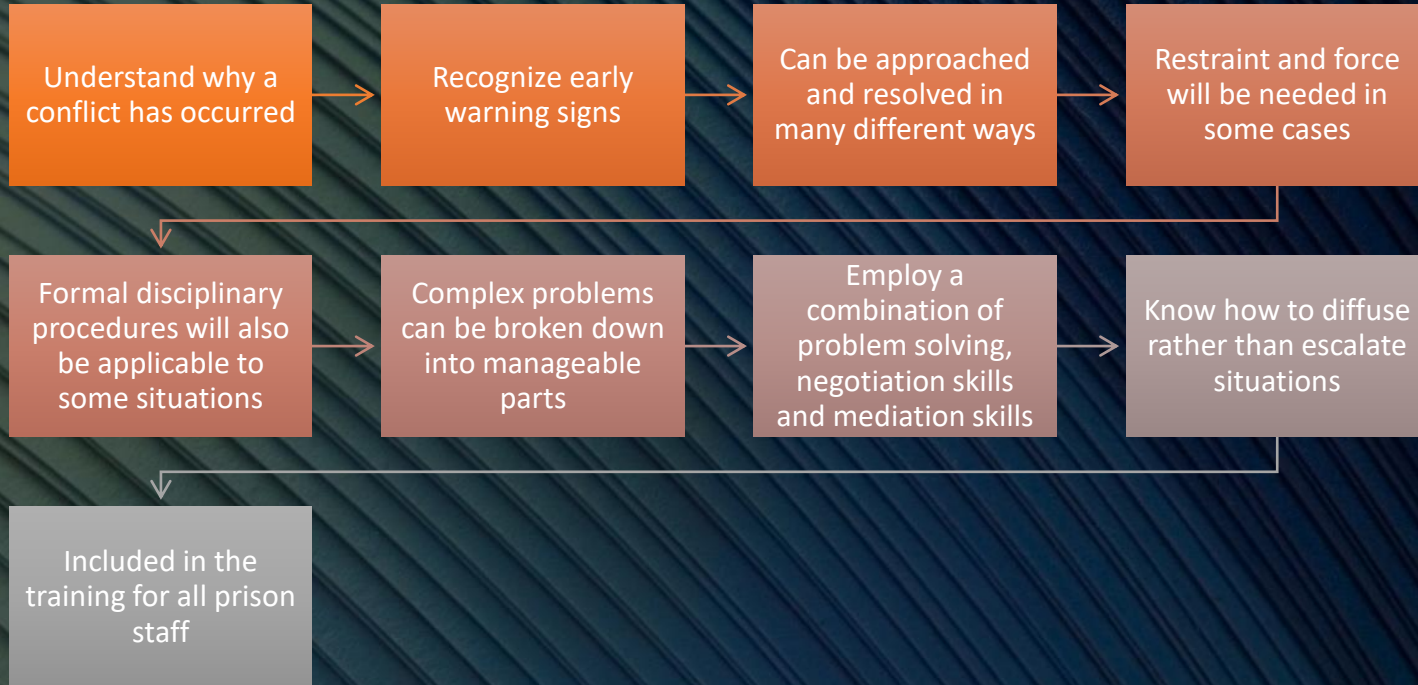 Understand why a
conflict has occurred
Recognize early
warning signs
Can be approached
and resolved in
many different ways
Restraint and force
will be needed in
some cases
Formal disciplinary
procedures will also
be applicable to
some situations
Complex problems
can be broken down
into manageable
parts
Employ a
combination of
problem solving,
negotiation skills
and mediation skills
Know how to diffuse
rather than escalate
situations
Included in the
training for all prison
staff